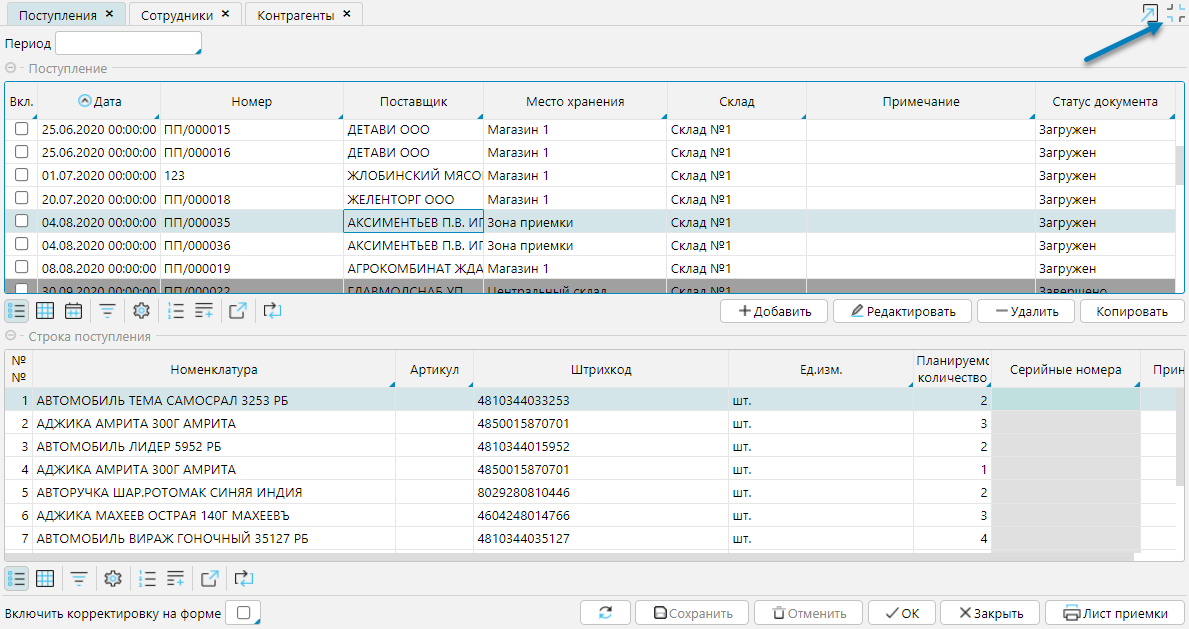 Поступления × Сотрудники × Контрагенты ×
Период
Поступление
Вкл. Дата Номер Поставщик Место хранения Склад Примечание Статус документа
25.06.2020 00:00:00 ПП/000015 ДЕТАВИ ООО Магазин 1 Склад №1 Загружен
25.06.2020 00:00:00 ПП/000016 ДЕТАВИ ООО Магазин 1 Склад №1 Загружен
01.07.2020 00:00:00 123 ЖЛОБИНСКИЙ МЯСО Магазин 1 Склад №1 Загружен
20.07.2020 00:00:00 ПП/000018 ЖЕЛЕНТОРГ ООО Магазин 1 Склад №1 Загружен
04.08.2020 00:00:00 ПП/000035 АКСИМЕНТЬЕВ П.В. ИП Зона приемки Склад №1 Загружен
04.08.2020 00:00:00 ПП/000036 АКСИМЕНТЬЕВ П.В. ИП Зона приемки Склад №1 Загружен
08.08.2020 00:00:00 ПП/000019 АГРОКОМБИНАТ ЖДА Магазин 1 Склад №1 Загружен
30.09.2020 00:00:00 ПП/000022 ГЛАВМОЛСНАБ УП Центральный склад Склад №1 Завершено
Добавить Редактировать Удалить Копировать
Строка поступления
№ № Номенклатура Артикул Штрихкод Ед.изм. Планируемо количество Серийные номера Прин
1 АВТОМОБИЛЬ ТЕМА САМОСРАЛ 3253 РБ 4810344033253 шт. 2
2 АДЖИКА АМРИТА 300Г АМРИТА 4850015870701 шт. 3
3 АВТОМОБИЛЬ ЛИДЕР 5952 РБ 4810344015952 шт. 2
4 АДЖИКА АМРИТА 300Г АМРИТА 4850015870701 шт. 1
5 АВТОРУЧКА ШАР.РОТОМАК СИНЯЯ ИНДИЯ 8029280810446 шт. 2
6 АДЖИКА МАХЕЕВ ОСТРАЯ 140Г МАХЕЕВЪ 4604248014766 шт. 3
7 АВТОМОБИЛЬ ВИРАЖ ГОНОЧНЫЙ 35127 РБ 4810344035127 шт. 4
Включить корректировку на форме Сохранить Отменить ОК Закрыть Лист приемки